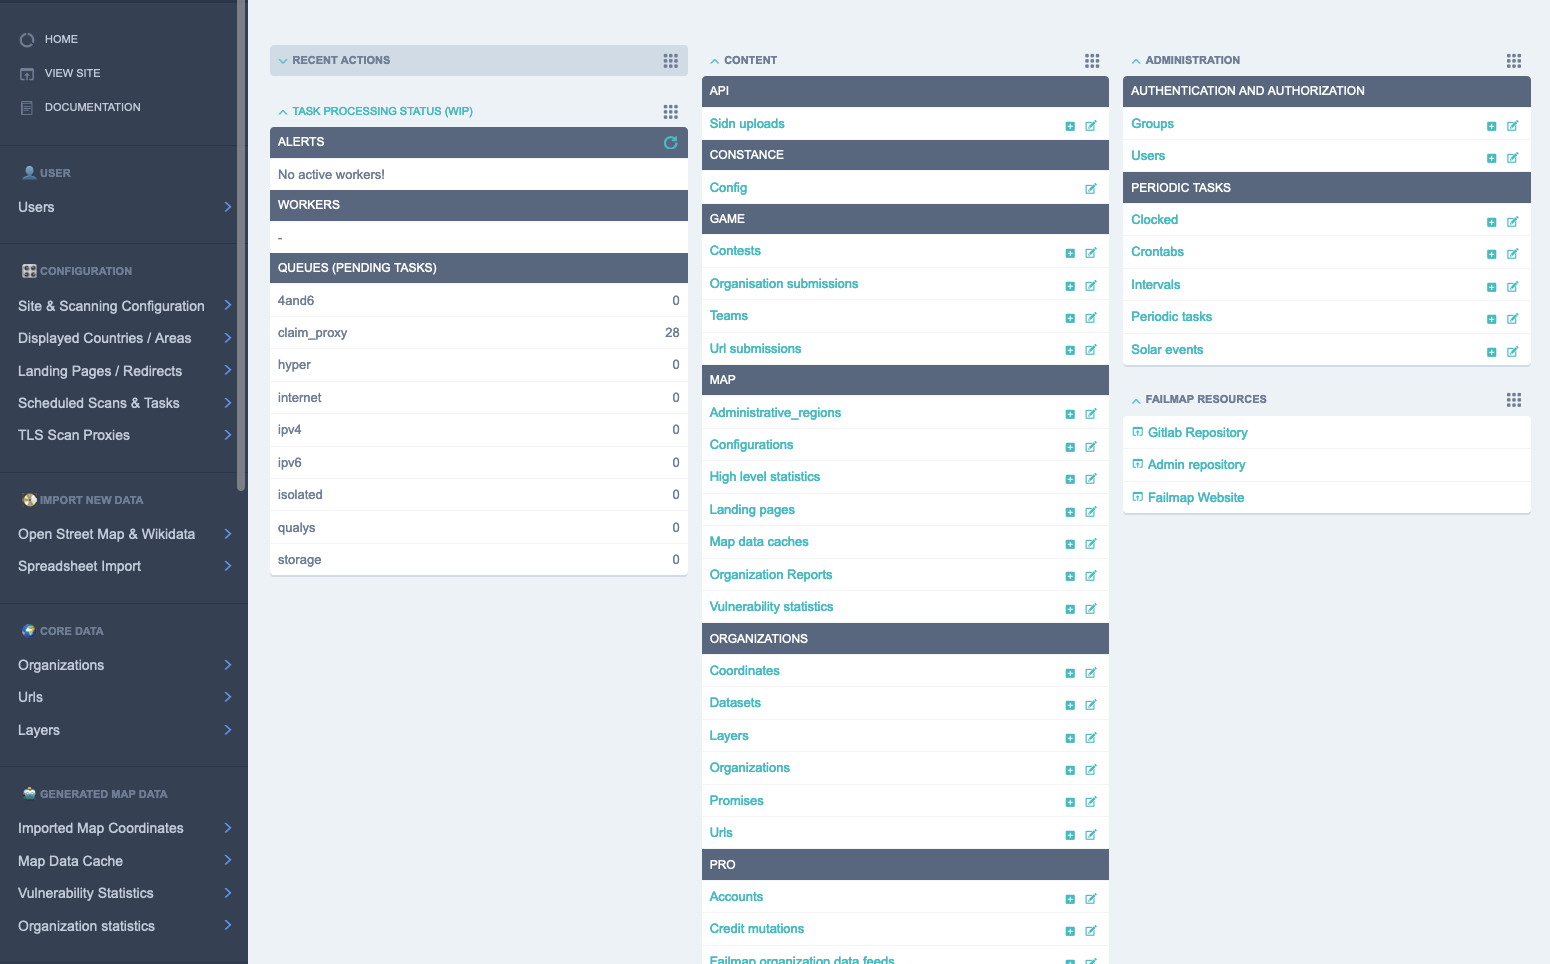 HOME
VIEW SITE
DOCUMENTATION
USER
Users
CONFIGURATION
Site & Scanning Configuration
Displayed Countries / Areas
Landing Pages / Redirects
Scheduled Scans & Tasks
TLS Scan Proxies
IMPORT NEW DATA
Open Street Map & Wikidata
Spreadsheet Import
CORE DATA
Organizations
Urls
Layers
GENERATED MAP DATA
Imported Map Coordinates
Map Data Cache
Vulnerability Statistics
Organization statistics
RECENT ACTIONS
TASK PROCESSING STATUS (WIP)
ALERTS
No active workers!
WORKERS
-
QUEUES (PENDING TASKS)
4and6 0
claim_proxy 28
hyper 0
internet 0
ipv4 0
ipv6 0
isolated 0
qualys 0
storage 0
CONTENT
API
Sidn uploads
CONSTANCE
Config
GAME
Contests
Organisation submissions
Teams
Url submissions
MAP
Administrative_regions
Configurations
High level statistics
Landing pages
Map data caches
Organization Reports
Vulnerability statistics
ORGANIZATIONS
Coordinates
Datasets
Layers
Organizations
Promises
Urls
PRO
Accounts
Credit mutations
Failmap organization data feeds
ADMINISTRATION
AUTHENTICATION AND AUTHORIZATION
Groups
Users
PERIODIC TASKS
Clocked
Crontabs
Intervals
Periodic tasks
Solar events
FAILMAP RESOURCES
Gitlab Repository
Admin repository
Failmap Website